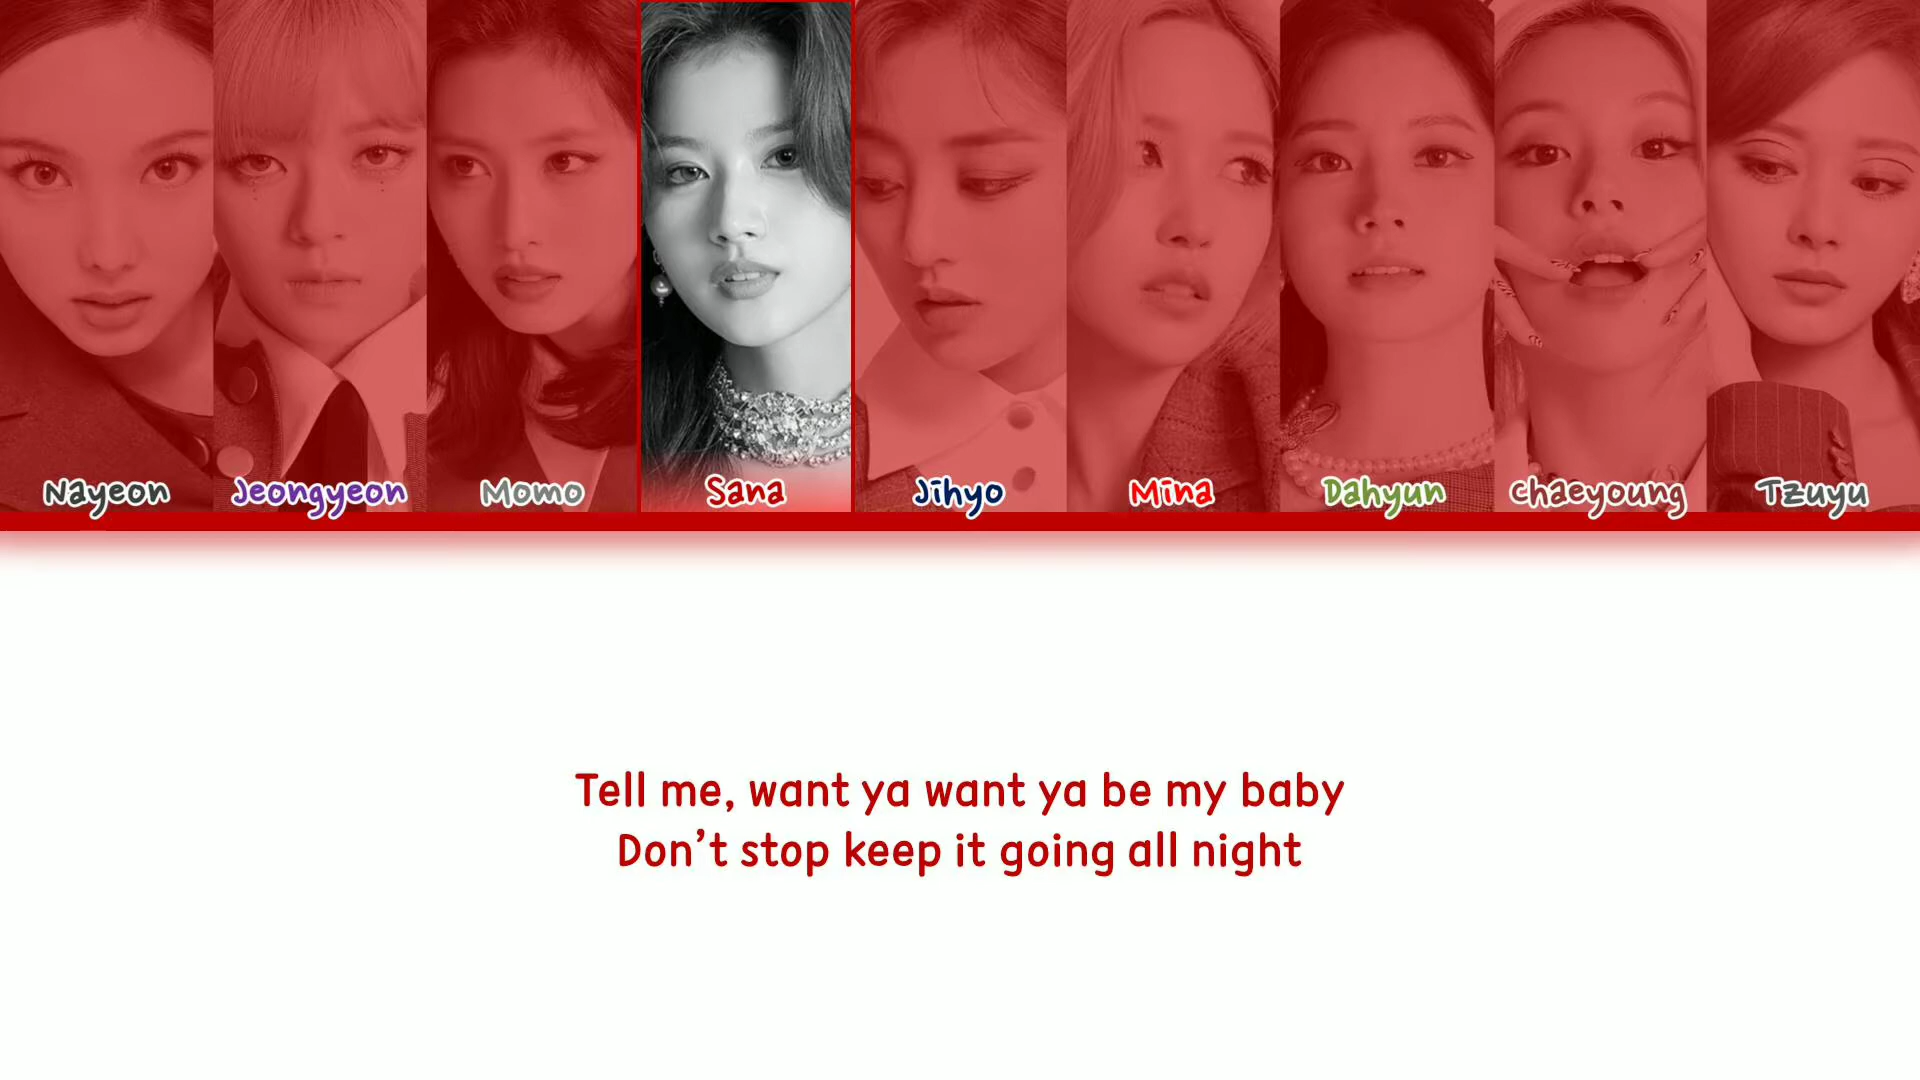 Nayeon Jeongyeon Momo Sana Jihyo Mina Dahyun Chaeyoung Tzuyu
Tell me, want ya want ya be my baby
Don’t stop keep it going all night